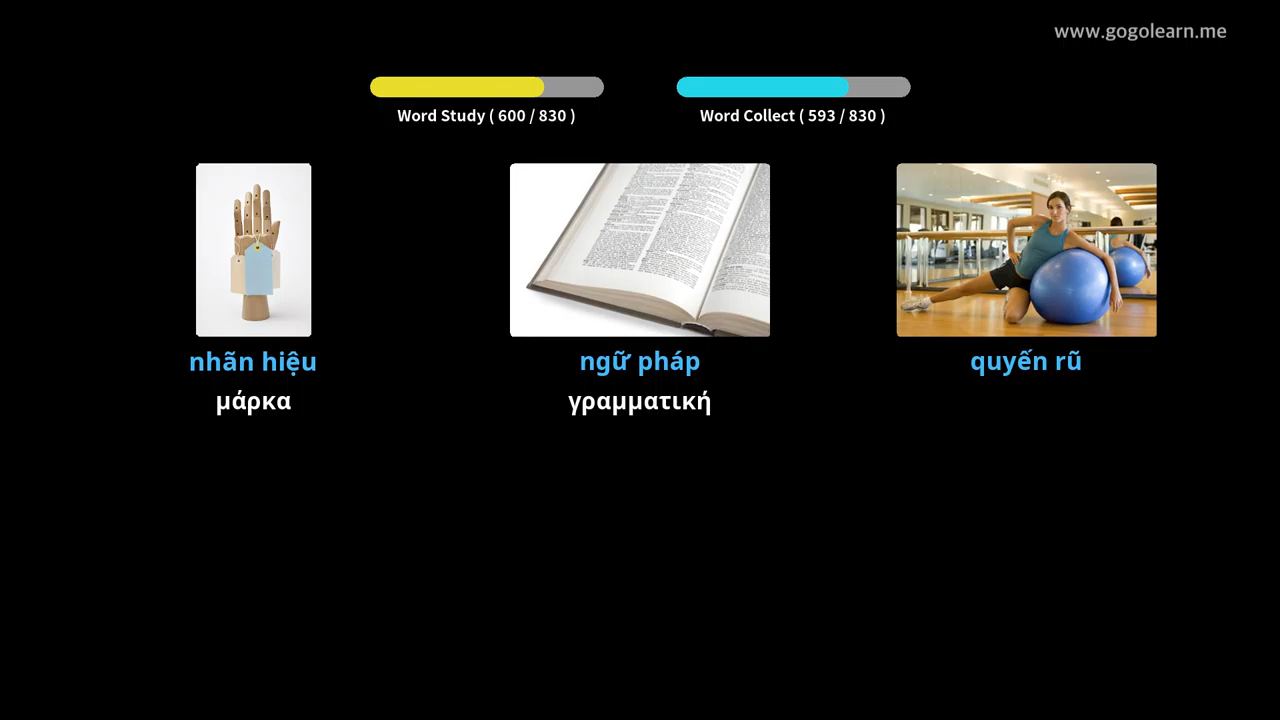 www.gogolearn.me
Word Study ( 600 / 830 )
Word Collect ( 593 / 830 )
nhãn hiệu
μάρκα
ngữ pháp
γραμματική
quyến rũ